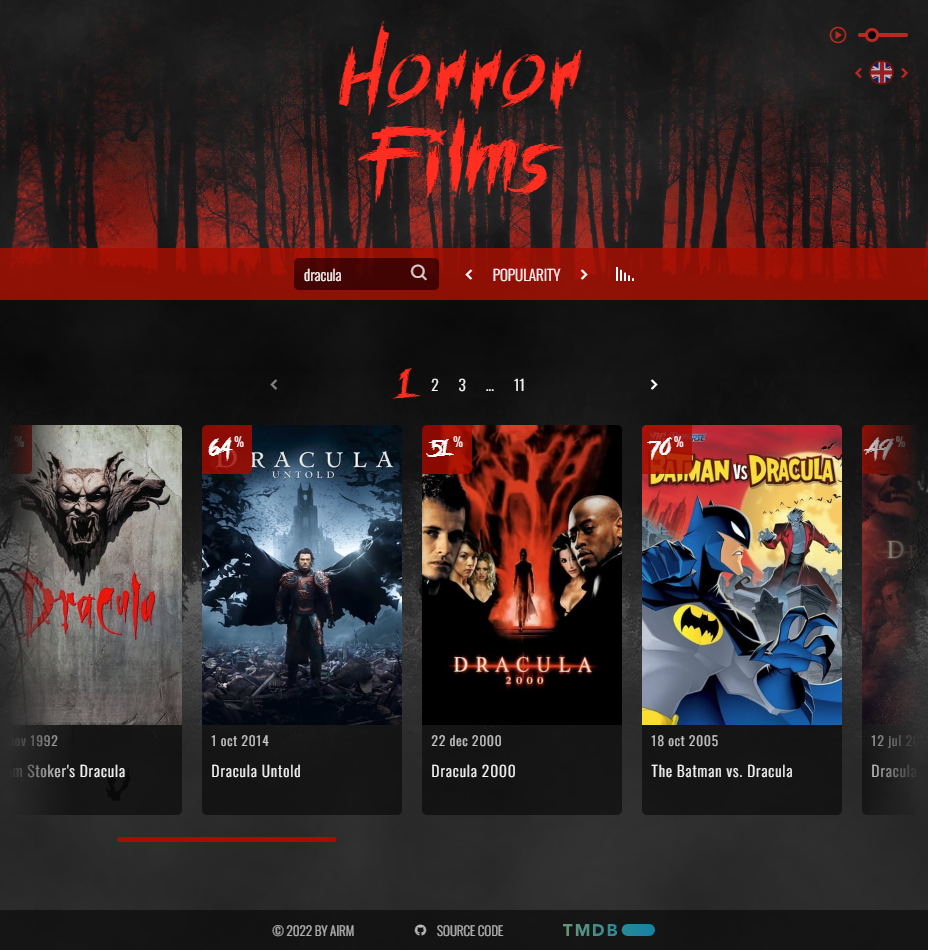 Horror
Films
dracula
POPULARITY
1 2 3 ... 11
%
64%
51%
70%
49%
Dracula
DRACULA
UNTOLD
DRACULA
2000
BATMAN VS DRACULA
nov 1992
1 oct 2014
22 dec 2000
18 oct 2005
12 jul
m Stoker's Dracula
Dracula Untold
Dracula 2000
The Batman vs. Dracula
Dracula
© 2022 BY AIRM
SOURCE CODE
TMDB